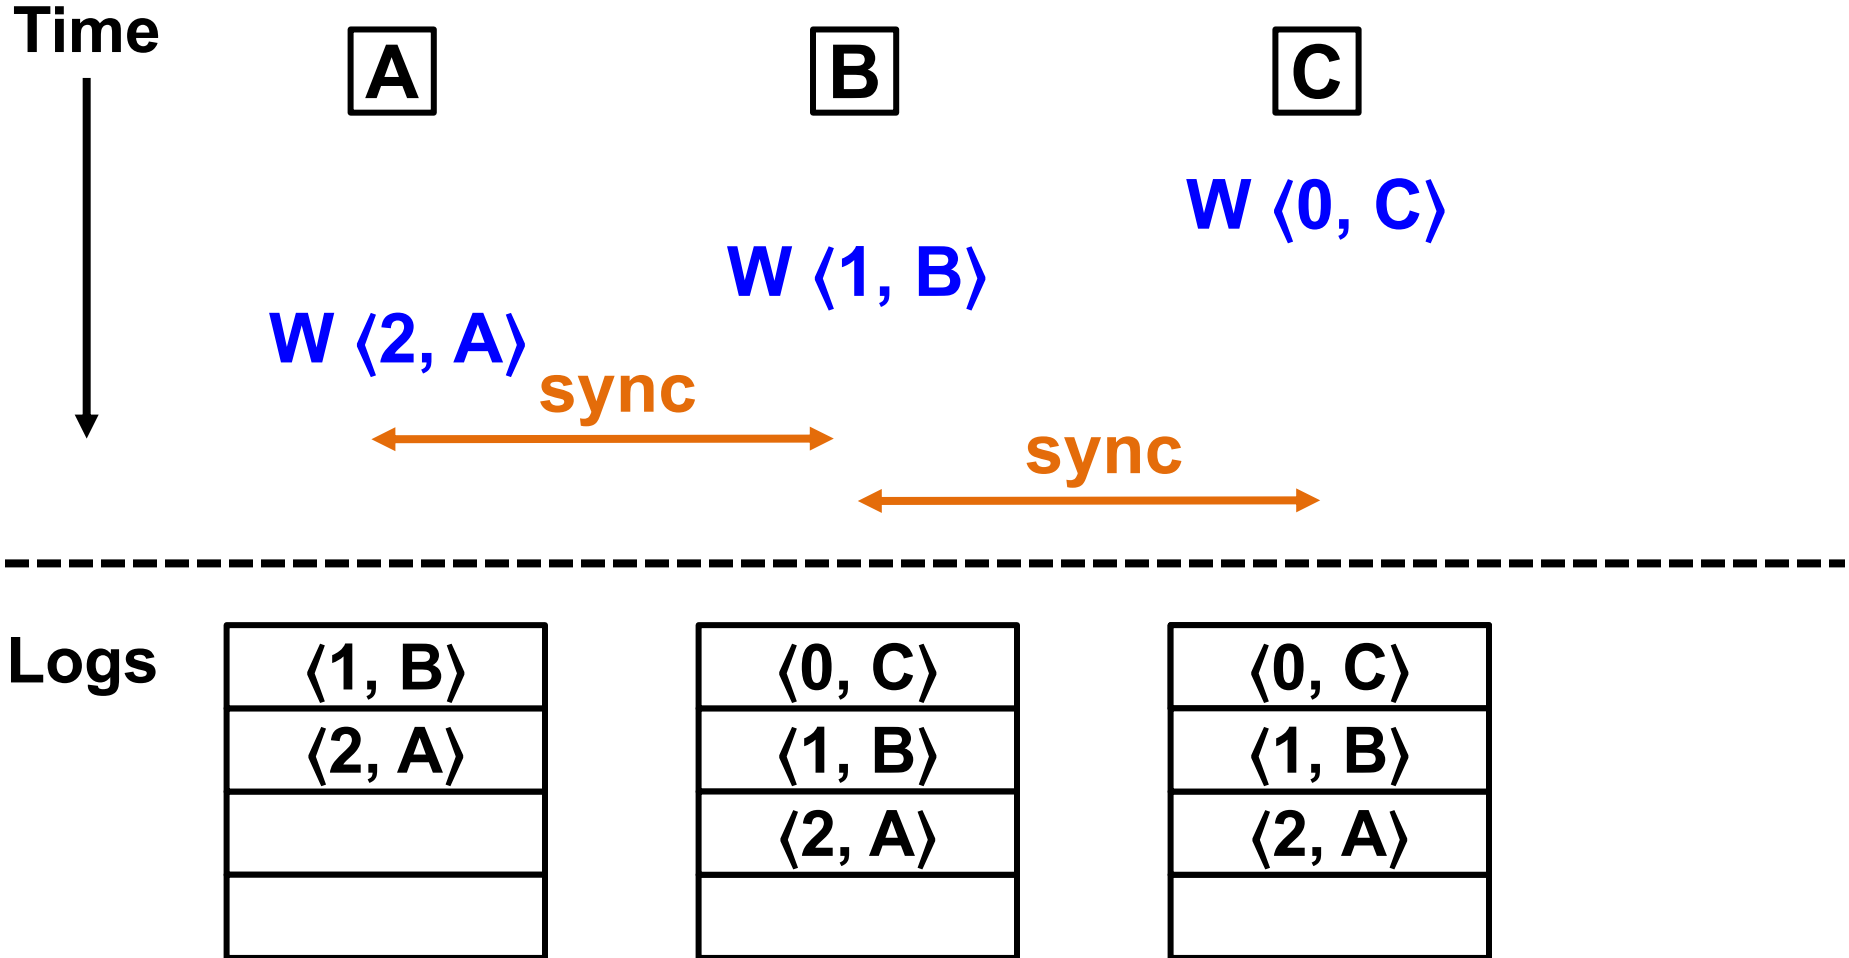 Time
A
B
C
W ⟨0, C⟩
W ⟨1, B⟩
W ⟨2, A⟩
sync
sync
Logs
⟨1, B⟩
⟨2, A⟩
⟨0, C⟩
⟨1, B⟩
⟨2, A⟩
⟨0, C⟩
⟨1, B⟩
⟨2, A⟩